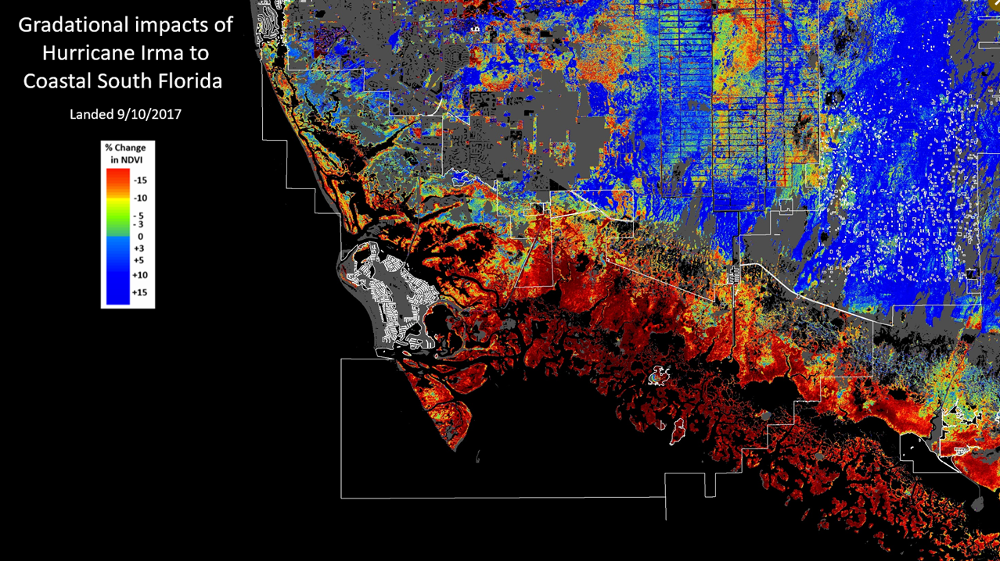 Gradational impacts of
Hurricane Irma to
Coastal South Florida
Landed 9/10/2017
% Change
in NDVI
-15
-10
- 5
- 3
0
+3
+5
+10
+15